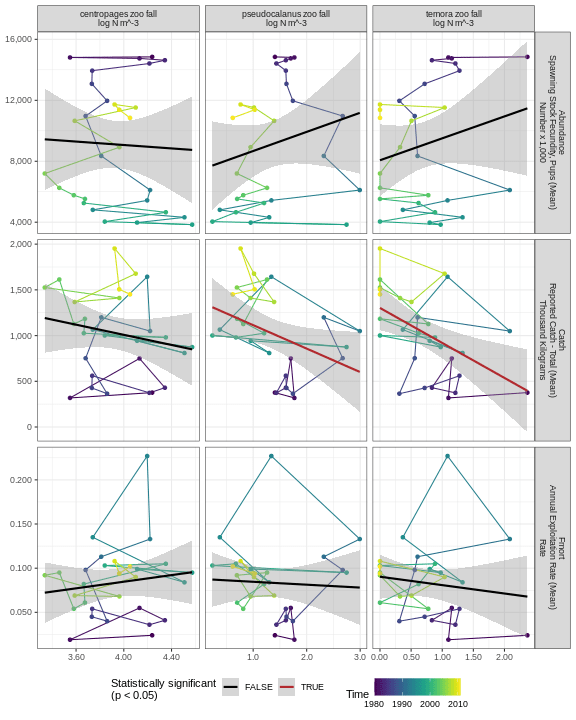 centropages zoo fall
log N m^-3
pseudocalanus zoo fall
log N m^-3
temora zoo fall
log N m^-3
16,000
12,000
8,000
4,000
Abundance
Spawning Stock Fecundity, Pups (Mean)
Number x 1,000
2,000
1,500
1,000
500
0
Catch
Reported Catch - Total (Mean)
Thousand Kilograms
0.200
0.150
0.100
0.050
Fmort
Annual Exploitation Rate (Mean)
Rate
3.60
4.00
4.40
1.0
2.0
3.0
0.00
0.50
1.00
1.50
2.00
Statistically significant
(p < 0.05)
FALSE
TRUE
Time
1980
1990
2000
2010